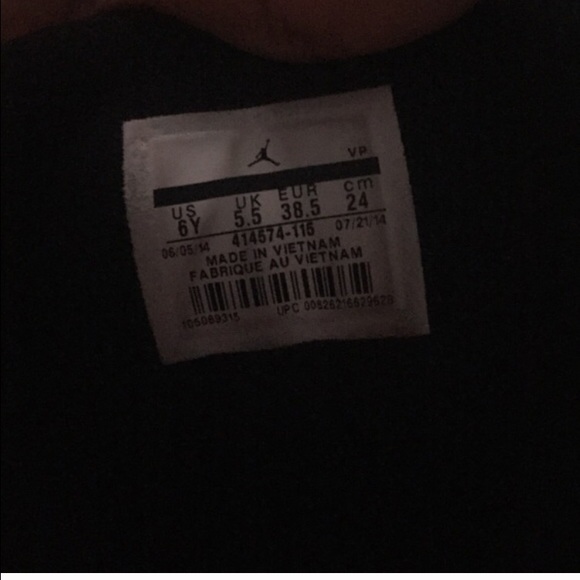 VP
US UK EUR cm
6Y 5.5 38.5 24
06/05/14 414574-116 07/21/14
MADE IN VIETNAM
FABRIQUE AU VIETNAM
UPC